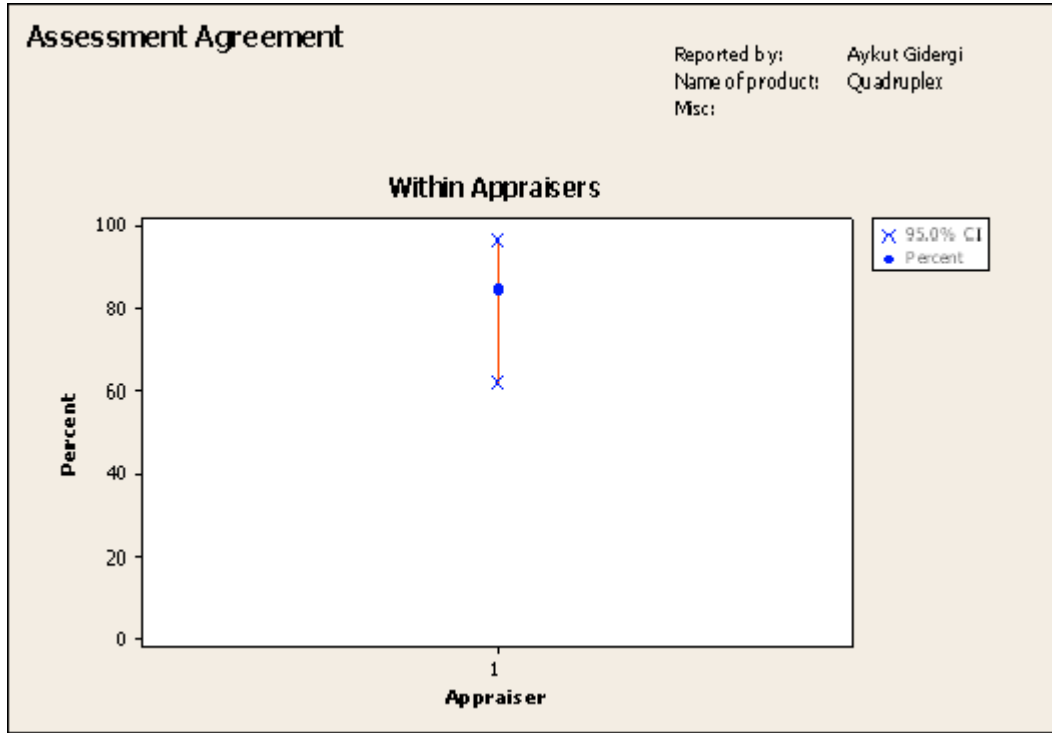 Assessment Agreement
Reported by: Aykut Gidergi
Name of product: Quadruplex
Misc:
Within Appraisers
100
80
60
40
20
0
Percent
1
Appraiser
95.0% CI
Percent